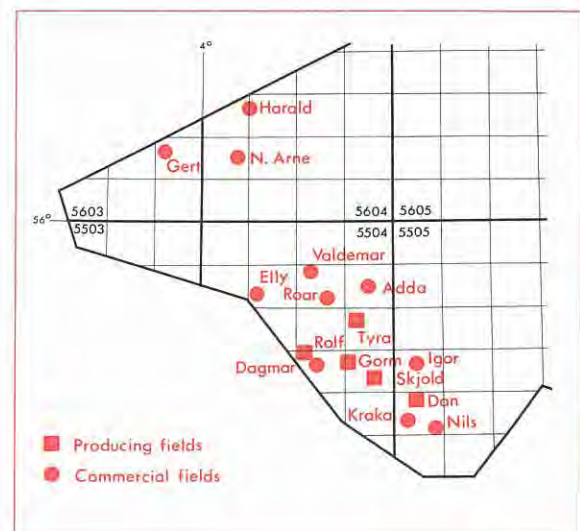 4°
Harald
Gert
N. Arne
56°
5603
5604
5605
5503
5504
5505
Valdemar
Elly
Roar
Adda
Rolf
Tyra
Dagmar
Gorm
Igor
Skjold
Dan
Kraka
Nils
Producing fields
Commercial fields